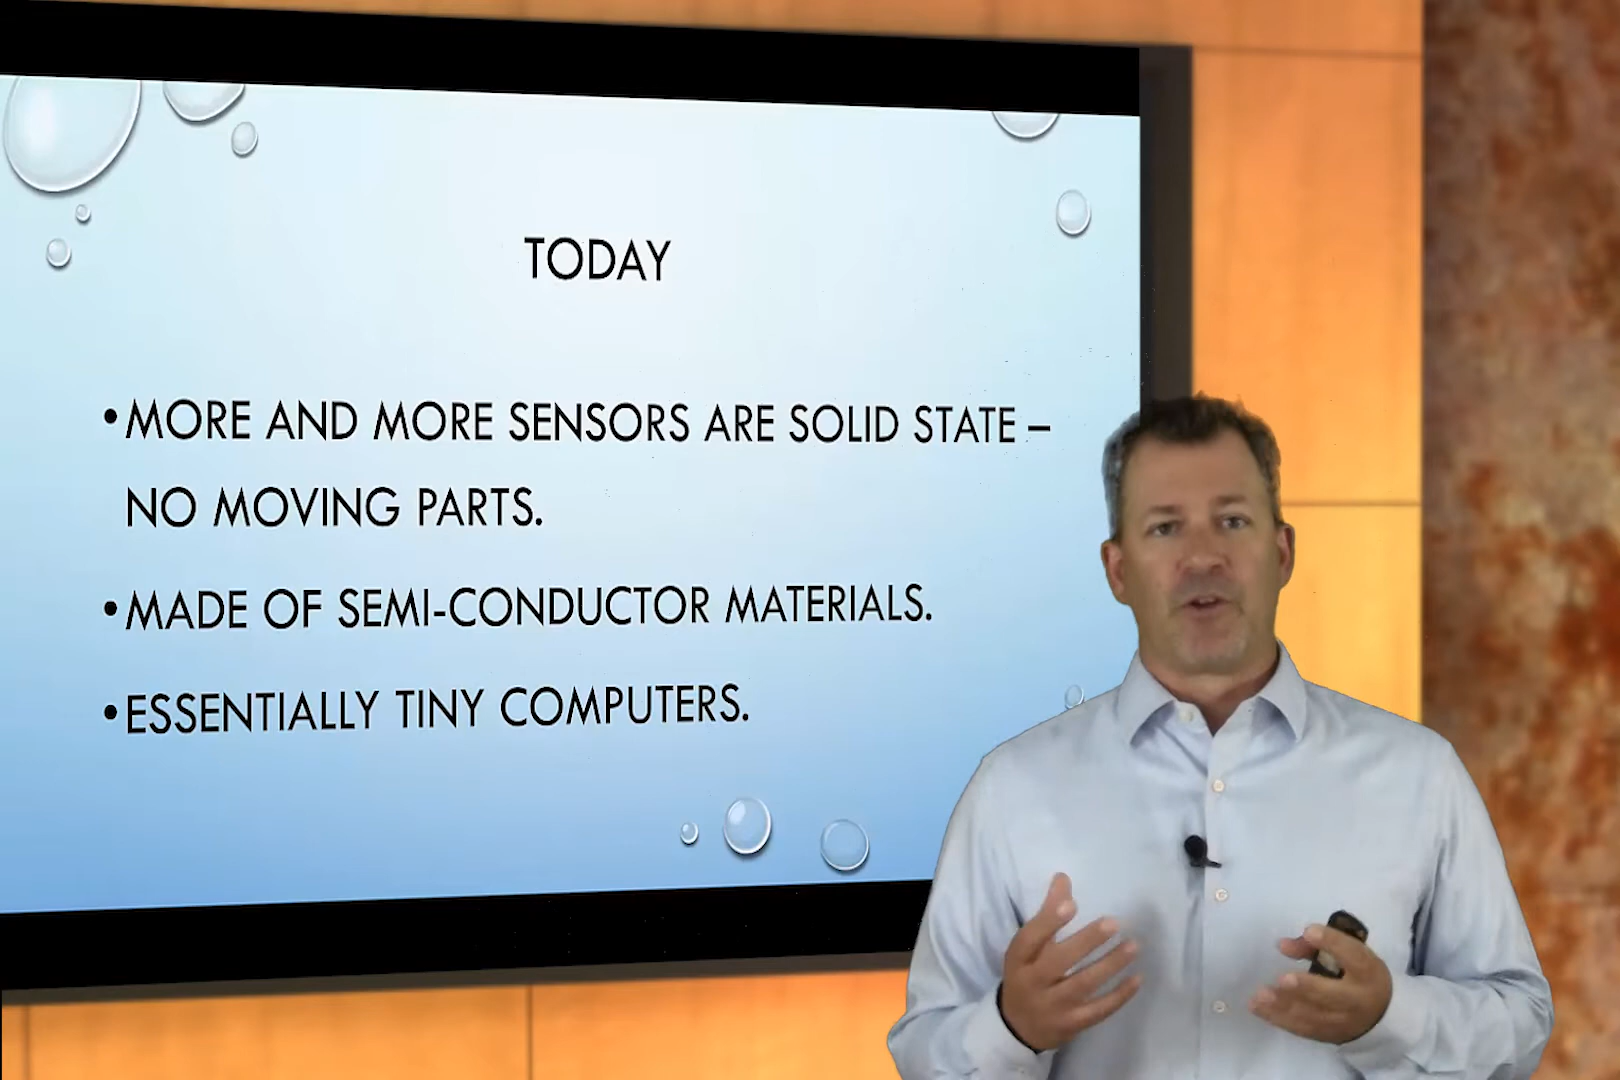 TODAY
•MORE AND MORE SENSORS ARE SOLID STATE –
NO MOVING PARTS.
•MADE OF SEMI-CONDUCTOR MATERIALS.
•ESSENTIALLY TINY COMPUTERS.